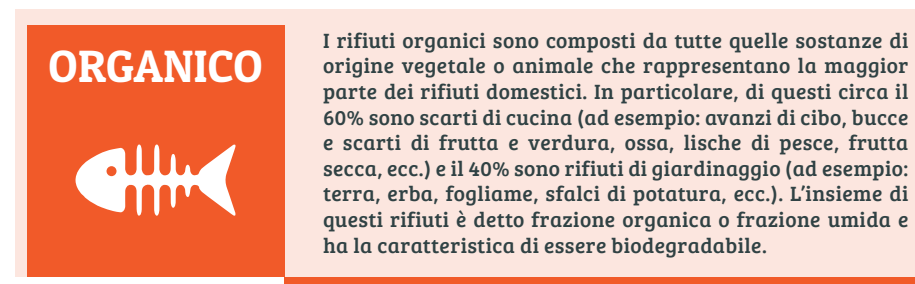 ORGANICO
I rifiuti organici sono composti da tutte quelle sostanze di
origine vegetale o animale che rappresentano la maggior
parte dei rifiuti domestici. In particolare, di questi circa il
60% sono scarti di cucina (ad esempio: avanzi di cibo, bucce
e scarti di frutta e verdura, ossa, lische di pesce, frutta
secca, ecc.) e il 40% sono rifiuti di giardinaggio (ad esempio:
terra, erba, fogliame, sfalci di potatura, ecc.). L'insieme di
questi rifiuti è detto frazione organica o frazione umida e
ha la caratteristica di essere biodegradabile.